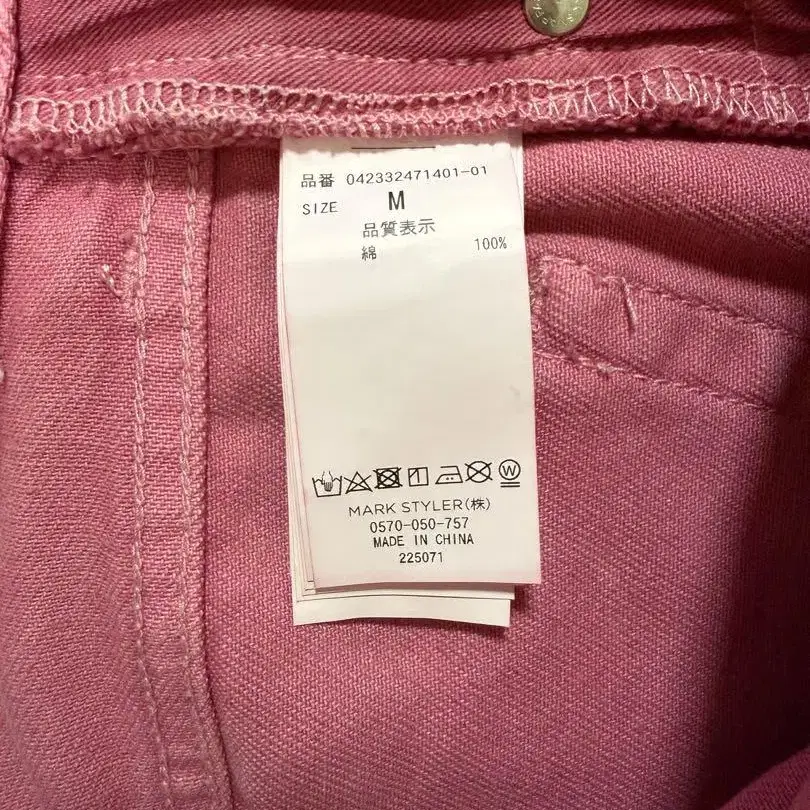 品番 042332471401-01
SIZE M
品質表示
綿 100%
W
MARK STYLER(株)
0570-050-757
MADE IN CHINA
225071